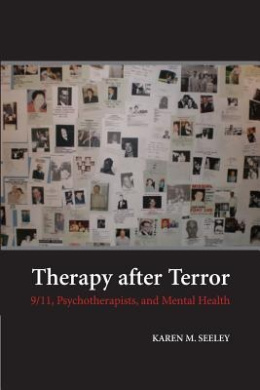 Therapy after Terror
9/11, Psychotherapists, and Mental Health
KAREN M. SEELEY